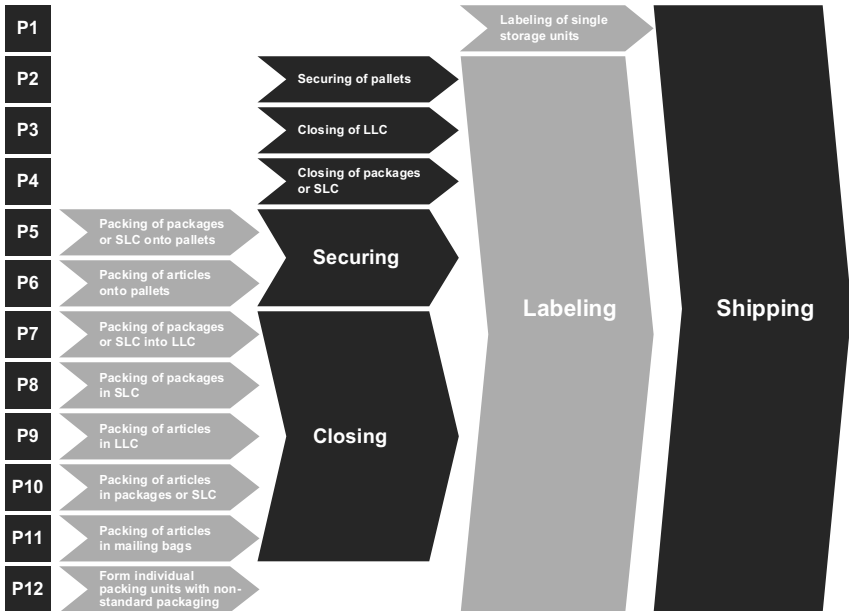 P1
Labeling of single
storage units
P2
Securing of pallets
P3
Closing of LLC
P4
Closing of packages
or SLC
P5
Packing of packages
or SLC onto pallets
P6
Packing of articles
onto pallets
Securing
P7
Packing of packages
or SLC into LLC
P8
Packing of packages
in SLC
P9
Packing of articles
in LLC
P10
Packing of articles
in packages or SLC
P11
Packing of articles
in mailing bags
Closing
P12
Form individual
packing units with non-
standard packaging
Labeling
Shipping